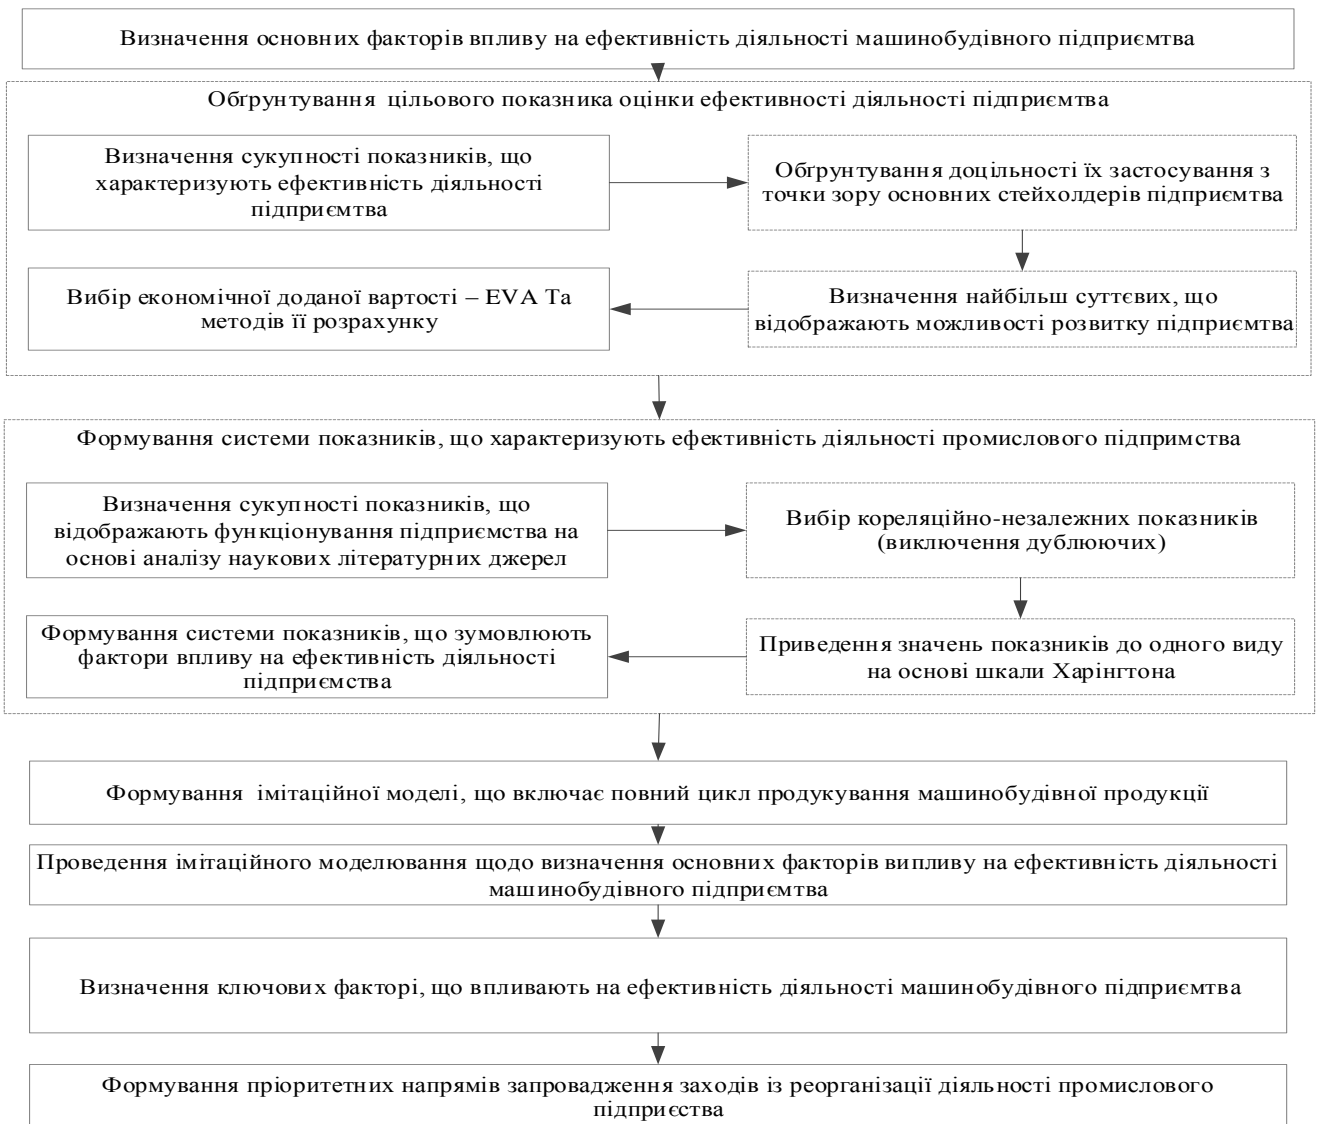 Визначення основних факторів впливу на ефективність діяльності машинобудівного підприємтва
Обґрунтування цільового показника оцінки ефективності діяльності підприємтва
Визначення сукупності показників, що
характеризують ефективність діяльності
підприємтва
Обґрунтування доцільності їх застосування з
точки зору основних стейхолдерів підприємтва
Вибір економічної доданої вартості – EVA Та
методів її розрахунку
Визначення найбільш суттєвих, що
відображають можливості розвитку підприємтва
Формування системи показників, що характеризують ефективність діяльності промислового підпримства
Визначення сукупності показників, що
відображають функціонування підприємства на
основі аналізу наукових літературних джерел
Вибір кореляційно-незалежних показників
(виключення дублюючих)
Формування системи показників, що зумовлюють
фактори впливу на ефективність діяльності
підприємства
Приведення значень показників до одного виду
на основі шкали Харінгтона
Формування імітаційної моделі, що включає повний цикл продукування машинобудівної продукції
Проведення імітаційного моделювання щодо визначення основних факторів випливу на ефективність діяльності
машинобудівного підприємтва
Визначення ключових факторі, що впливають на ефективність діяльності машинобудівного підприємтва
Формування пріоритетних напрямів запровадження заходів із реорганізації діяльності промислового
підприєства